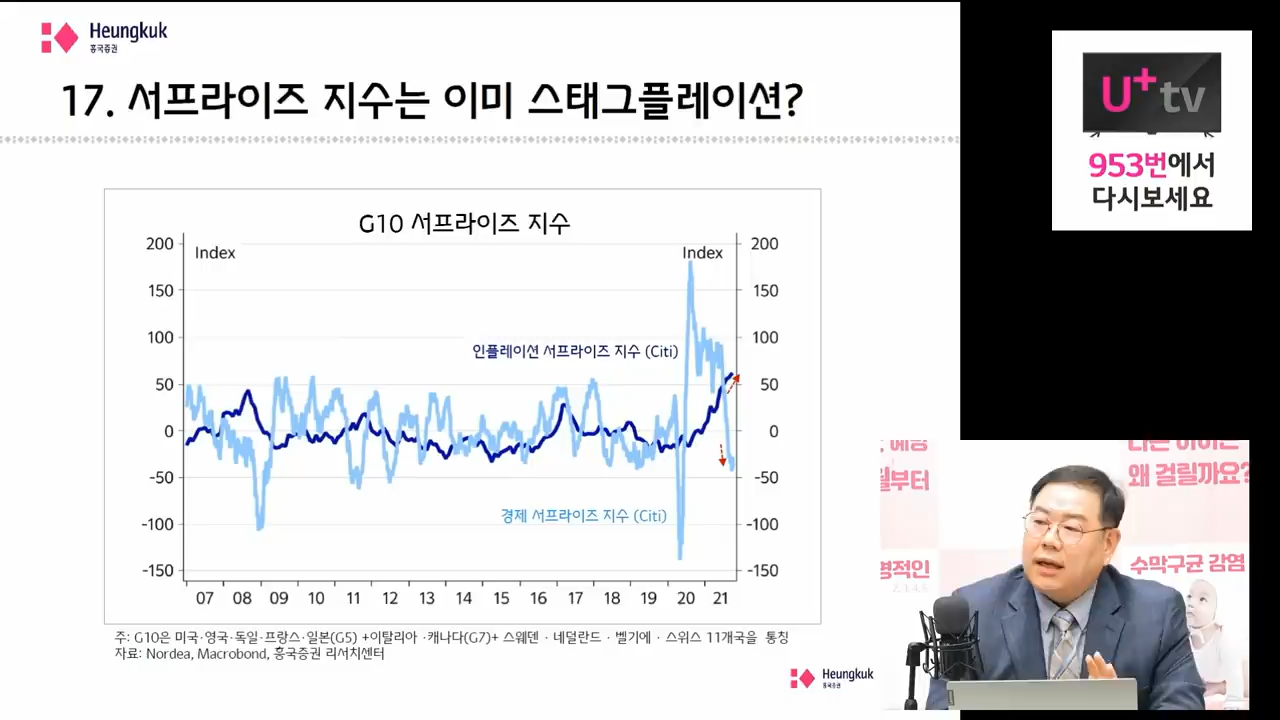 Heungkuk
흥국증권
17. 서프라이즈 지수는 이미 스태그플레이션?
G10 서프라이즈 지수
Index
Index
200
150
100
50
0
-50
-100
-150
200
150
100
50
0
-50
-100
-150
인플레이션 서프라이즈 지수 (Citi)
경제 서프라이즈 지수 (Citi)
07 08 09 10 11 12 13 14 15 16 17 18 19 20 21
주: G10은 미국·영국·독일·프랑스·일본(G5) +이탈리아 ·캐나다(G7)+ 스웨덴 · 네덜란드 · 벨기에 · 스위스 11개국을 통칭
자료: Nordea, Macrobond, 흥국증권 리서치센터
Heungkuk
흥국증권
U+ tv
953번에서
다시보세요
월부터
왜 걸릴까요?
수막구균 감염
Lenovo